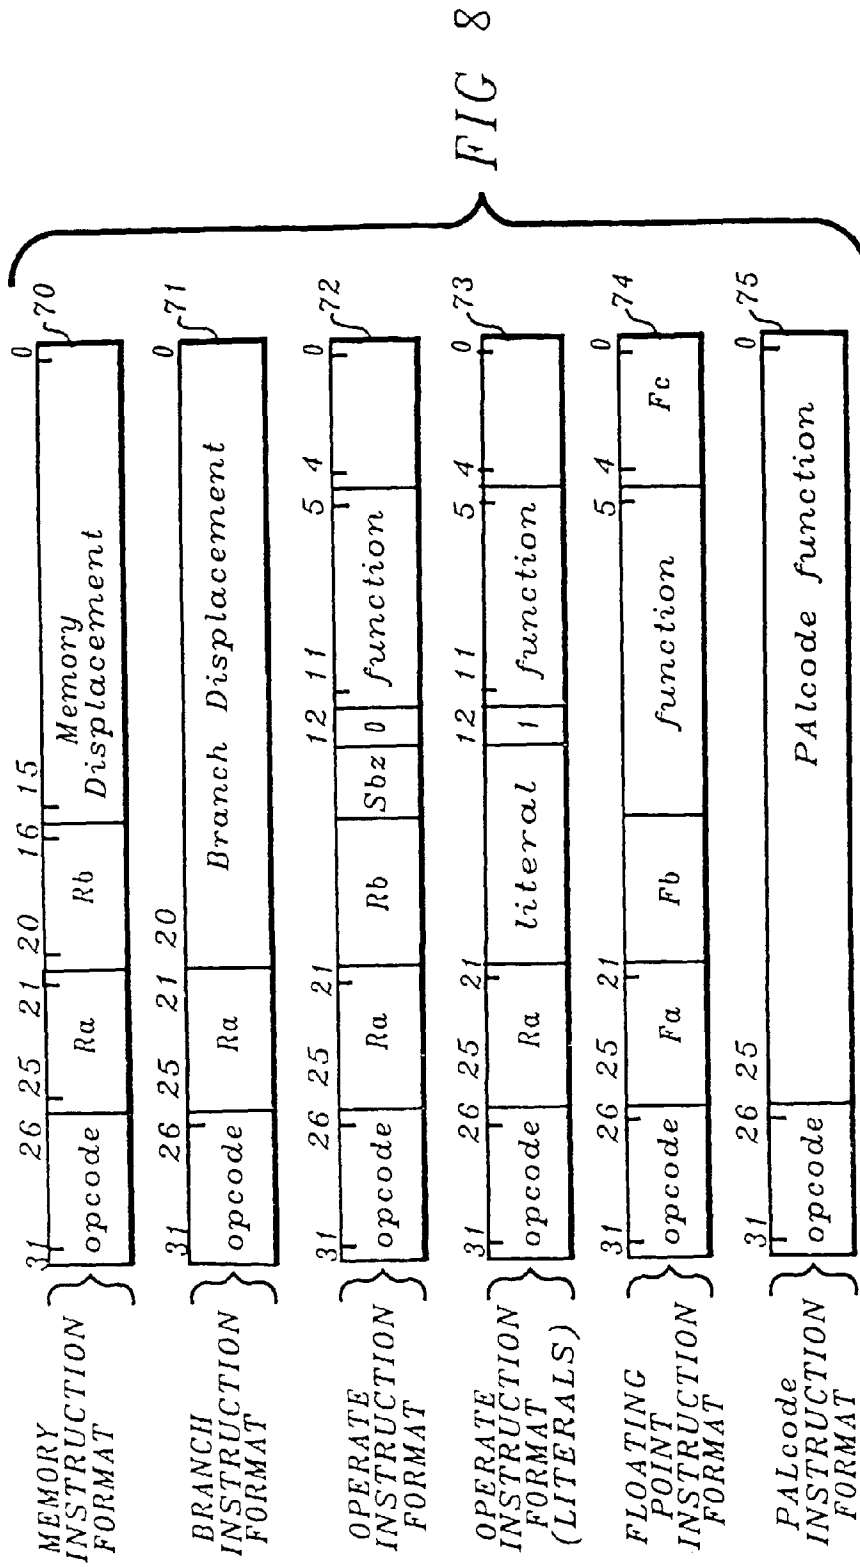 MEMORY
INSTRUCTION
FORMAT
31 26 25 21 20 16 15 0 70
opcode Ra Rb Memory
Displacement
BRANCH
INSTRUCTION
FORMAT
31 26 25 21 20 0 71
opcode Ra Branch Displacement
OPERATE
INSTRUCTION
FORMAT
31 26 25 21 12 11 5 4 0 72
opcode Ra Rb Sbz 0 function
OPERATE
INSTRUCTION
FORMAT
(LITERALS)
31 26 25 21 12 11 5 4 0 73
opcode Ra literal 1 function
FLOATING
POINT
INSTRUCTION
FORMAT
31 26 25 21 5 4 0 74
opcode Fa Fb function Fc
PALcode
INSTRUCTION
FORMAT
31 26 25 0 75
opcode PAlcode function
FIG 8